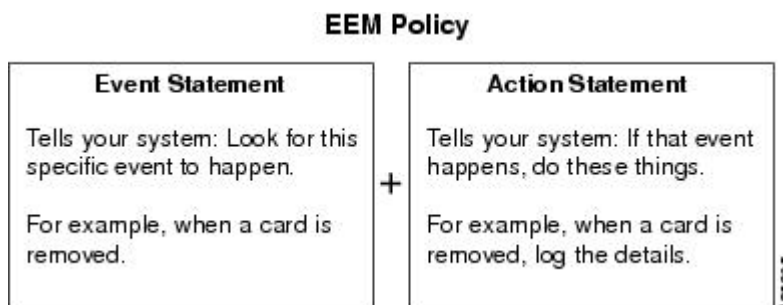 EEM Policy
Event Statement
Tells your system: Look for this
specific event to happen.
For example, when a card is
removed.
+
Action Statement
Tells your system: If that event
happens, do these things.
For example, when a card is
removed, log the details.